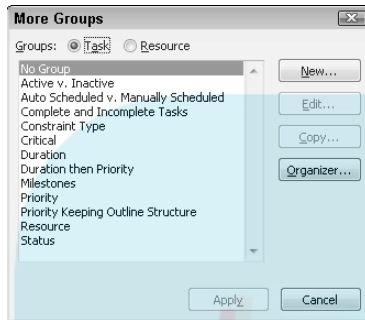 More Groups
Groups: Task Resource
No Group
Active v. Inactive
Auto Scheduled v. Manually Scheduled
Complete and Incomplete Tasks
Constraint Type
Critical
Duration
Duration then Priority
Milestones
Priority
Priority Keeping Outline Structure
Resource
Status
New...
Edit...
Copy...
Organizer...
Apply Cancel